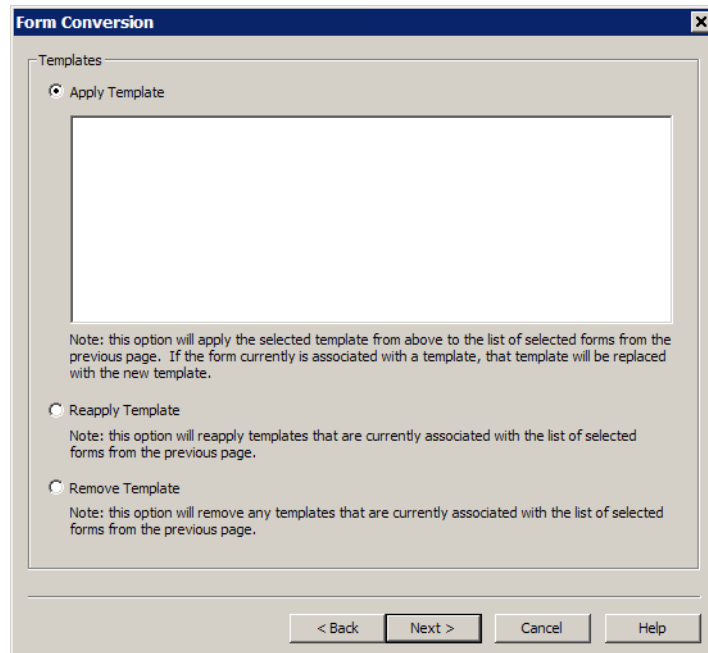 Form Conversion
Templates
Apply Template
Note: this option will apply the selected template from above to the list of selected forms from the
previous page.  If the form currently is associated with a template, that template will be replaced
with the new template.
Reapply Template
Note: this option will reapply templates that are currently associated with the list of selected
forms from the previous page.
Remove Template
Note: this option will remove any templates that are currently associated with the list of selected
forms from the previous page.
< Back Next > Cancel Help